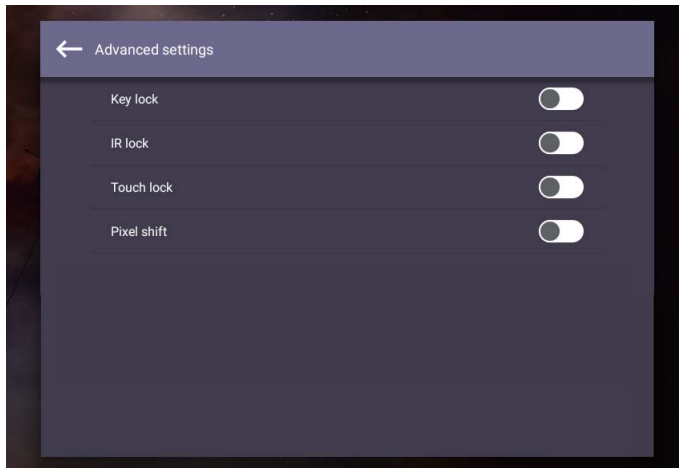 Advanced settings
Key lock
IR lock
Touch lock
Pixel shift